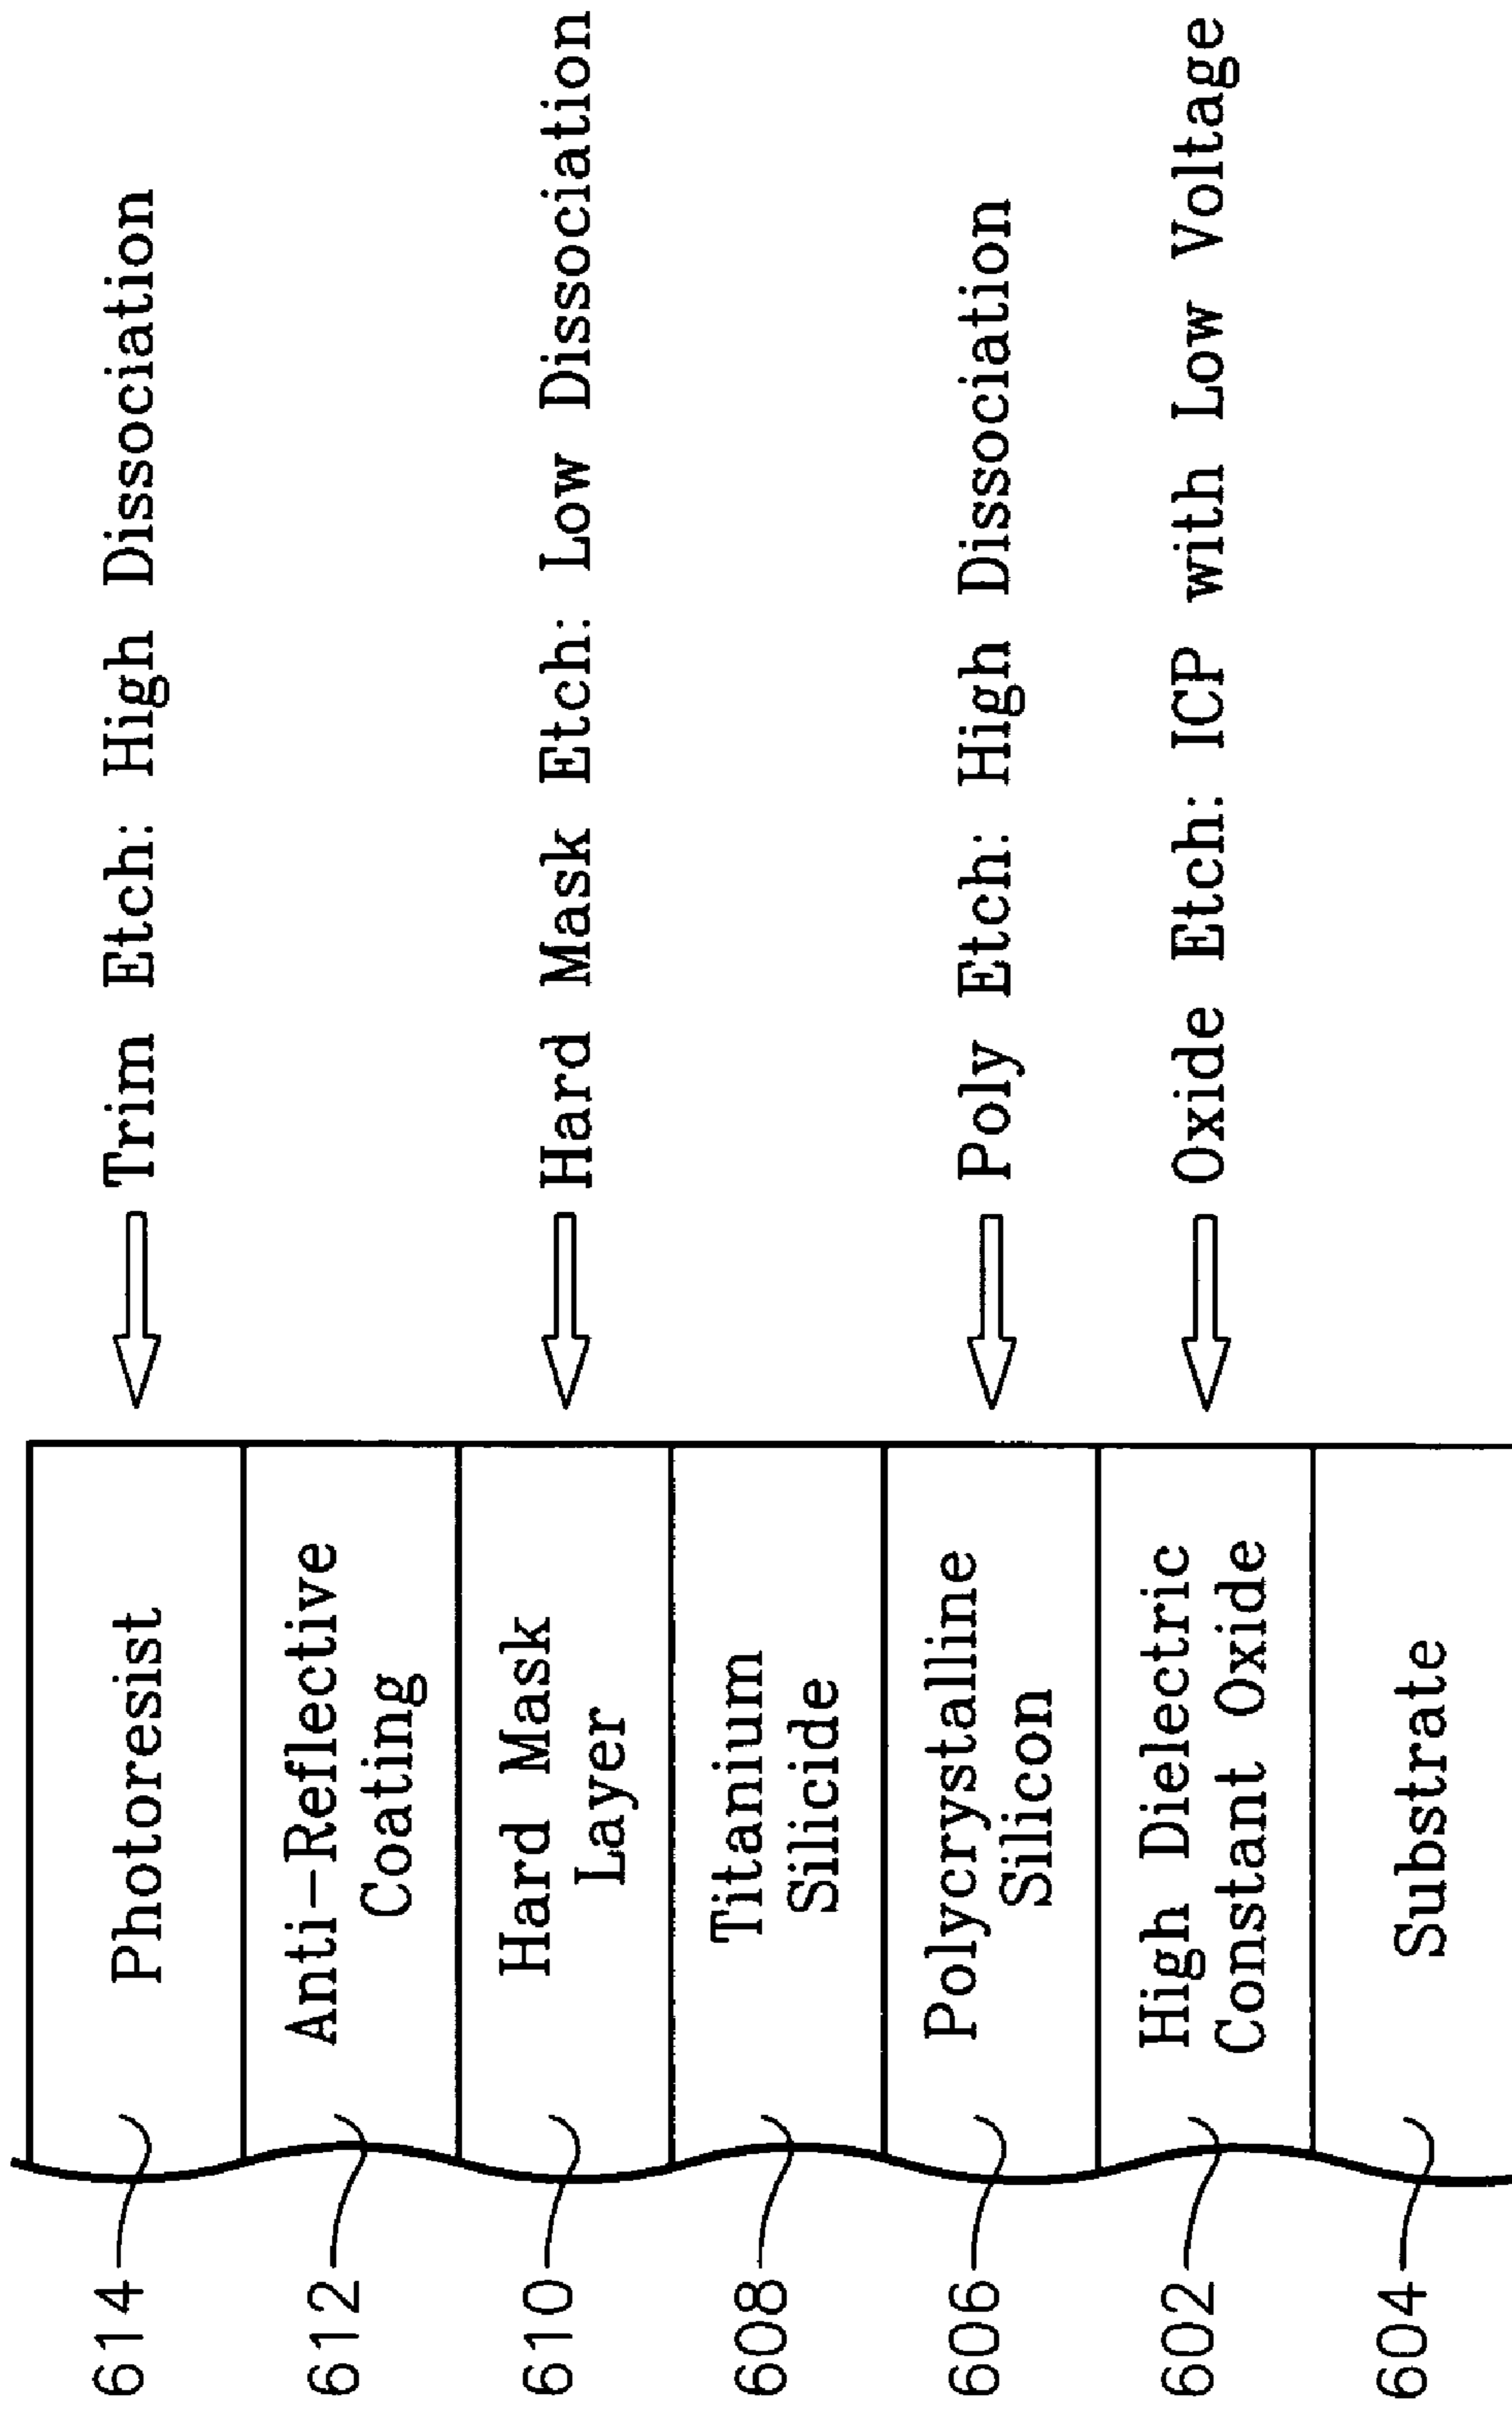 614
Photoresist
Trim Etch: High Dissociation
612
Anti-Reflective
Coating
610
Hard Mask
Layer
Hard Mask Etch: Low Dissociation
608
Titanium
Silicide
606
Polycrystalline
Silicon
Poly Etch: High Dissociation
602
High Dielectric
Constant Oxide
Oxide Etch: ICP with Low Voltage
604
Substrate